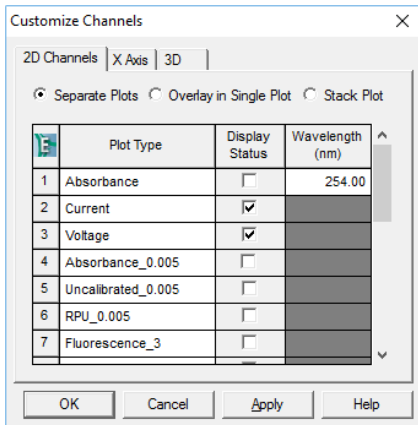 Customize Channels
2D Channels X Axis 3D
Separate Plots Overlay in Single Plot Stack Plot
E Plot Type Display Status Wavelength (nm)
1 Absorbance 254.00
2 Current
3 Voltage
4 Absorbance_0.005
5 Uncalibrated_0.005
6 RPU_0.005
7 Fluorescence_3
OK Cancel Apply Help